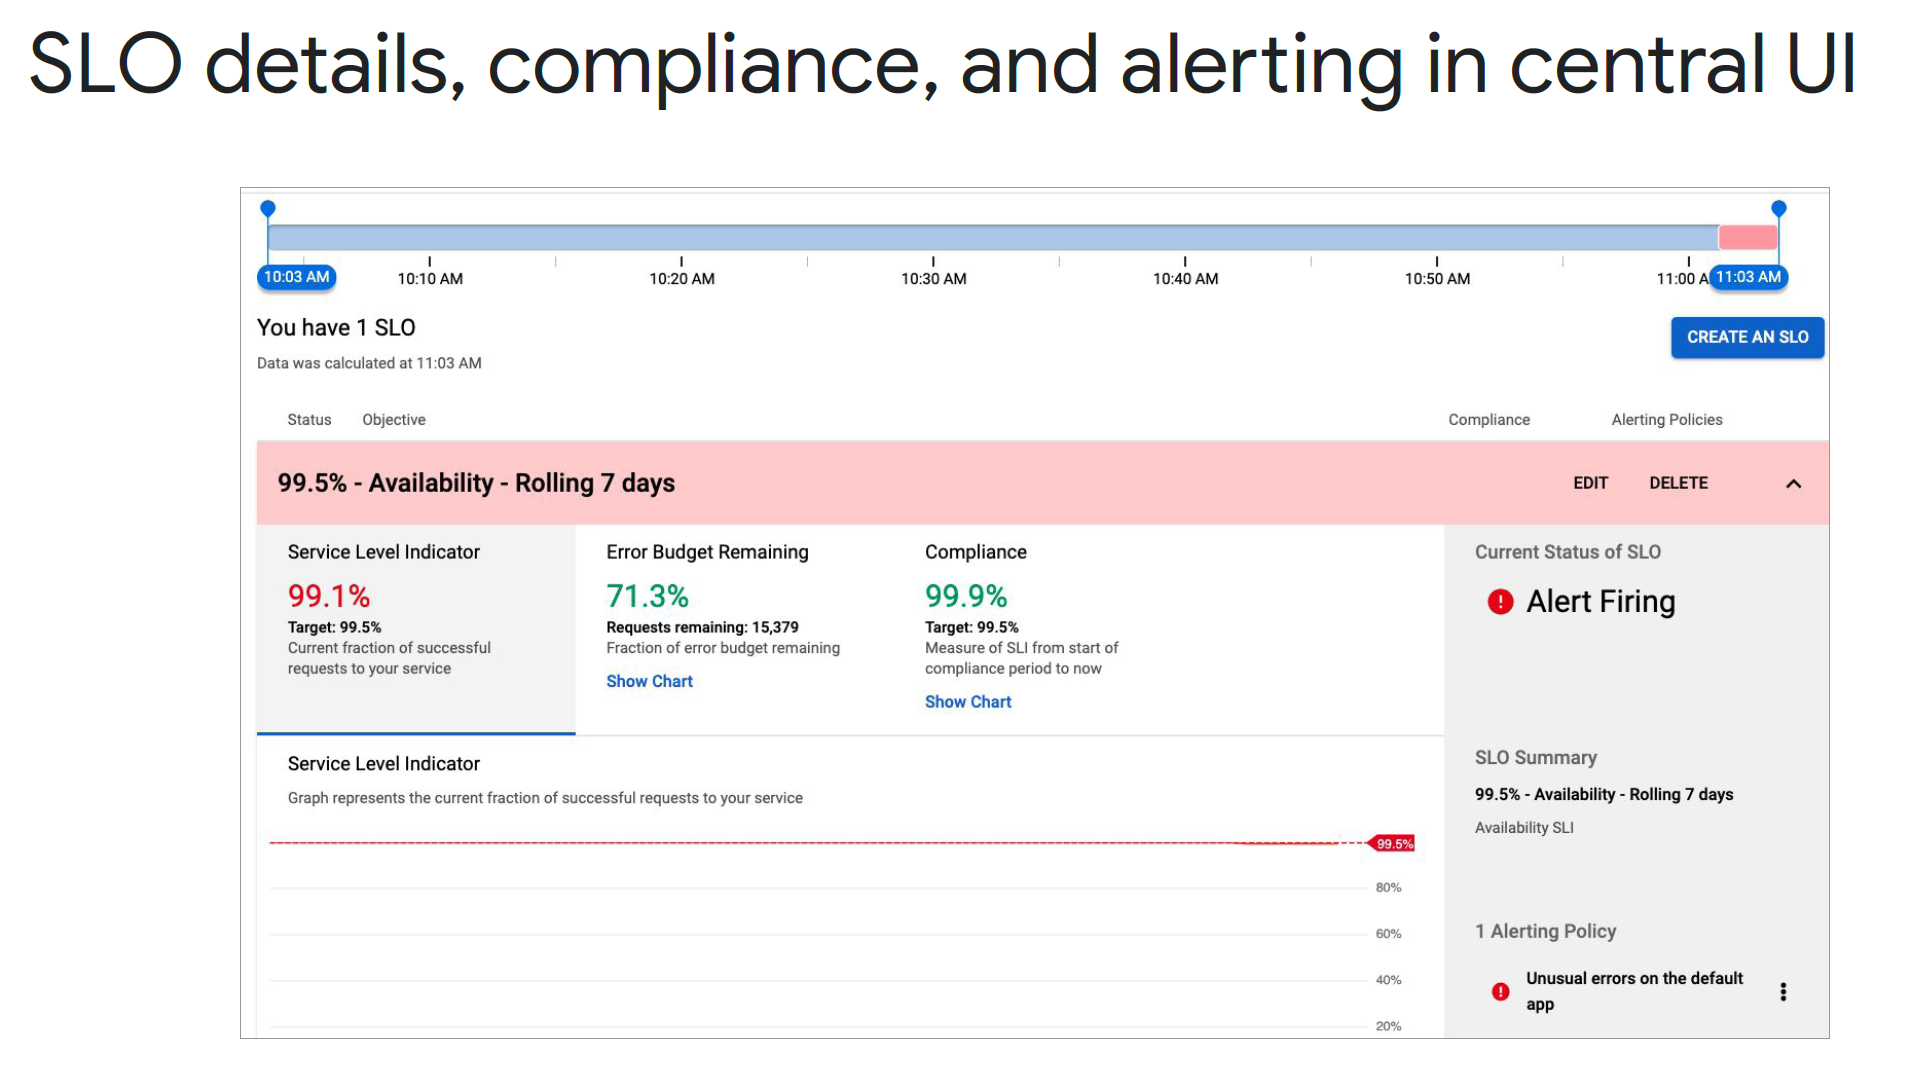 SLO details, compliance, and alerting in central UI
10:03 AM
10:10 AM
10:20 AM
10:30 AM
10:40 AM
10:50 AM
11:00 A
11:03 AM
You have 1 SLO
CREATE AN SLO
Data was calculated at 11:03 AM
Status
Objective
Compliance
Alerting Policies
99.5% - Availability - Rolling 7 days
EDIT
DELETE
Service Level Indicator
99.1%
Target: 99.5%
Current fraction of successful
requests to your service
Error Budget Remaining
71.3%
Requests remaining: 15,379
Fraction of error budget remaining
Show Chart
Compliance
99.9%
Target: 99.5%
Measure of SLI from start of
compliance period to now
Show Chart
Current Status of SLO
Alert Firing
Service Level Indicator
Graph represents the current fraction of successful requests to your service
99.5%
80%
60%
40%
20%
SLO Summary
99.5% - Availability - Rolling 7 days
Availability SLI
1 Alerting Policy
Unusual errors on the default
app